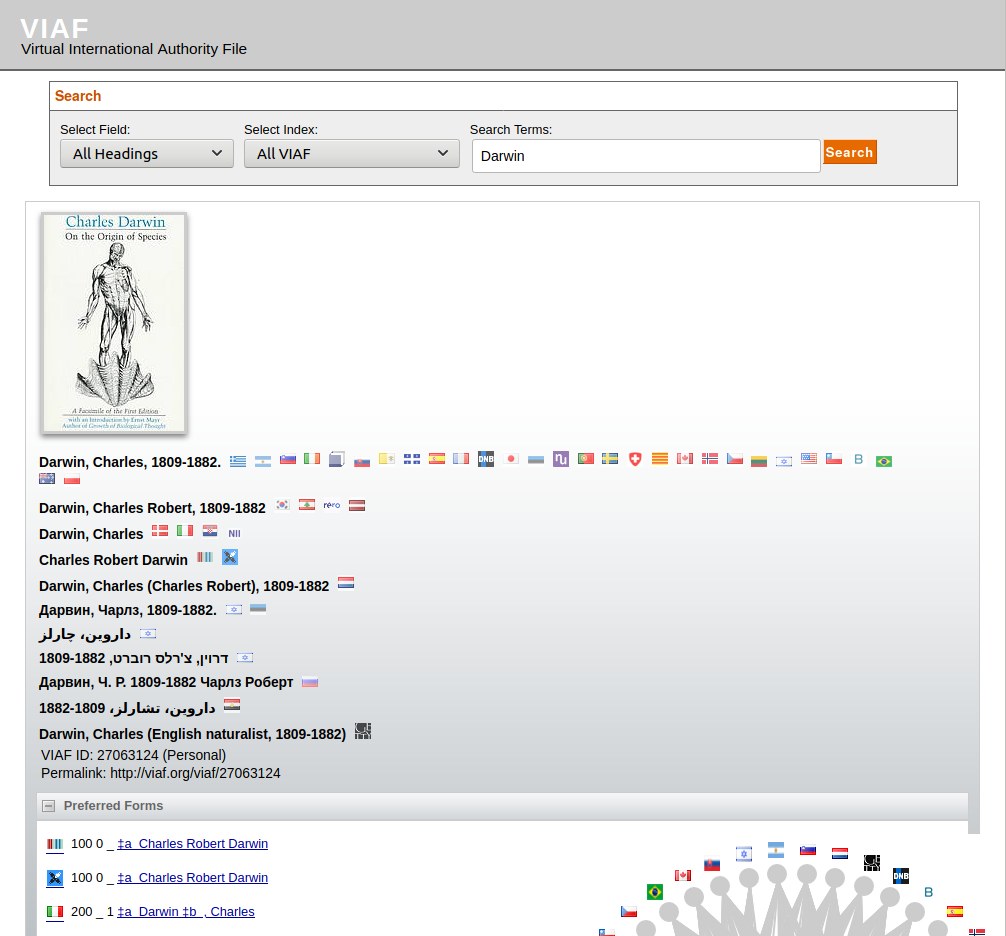 VIAF
Virtual International Authority File
Search
Select Field: Select Index: Search Terms:
All Headings All VIAF Darwin Search
Charles Darwin
On the Origin of Species
A Facsimile of the First Edition
with an Introduction by Ernst Mayr
Author of Growth of Biological Thought
Darwin, Charles, 1809-1882. DNB B
Darwin, Charles Robert, 1809-1882 rero
Darwin, Charles NII
Charles Robert Darwin
Darwin, Charles (Charles Robert), 1809-1882
Дарвин, Чарлз, 1809-1882.
داروين، چارلز
דרוין, צ'רלס רוברט, 1809-1882
Дарвин, Ч. Р. 1809-1882 Чарлз Роберт
داروين، تشارلز، 1809-1882
Darwin, Charles (English naturalist, 1809-1882)
VIAF ID: 27063124 (Personal)
Permalink: http://viaf.org/viaf/27063124
Preferred Forms
100 0 _ ‡a Charles Robert Darwin
100 0 _ ‡a Charles Robert Darwin
DNB
B
200 _ 1 ‡a Darwin ‡b , Charles